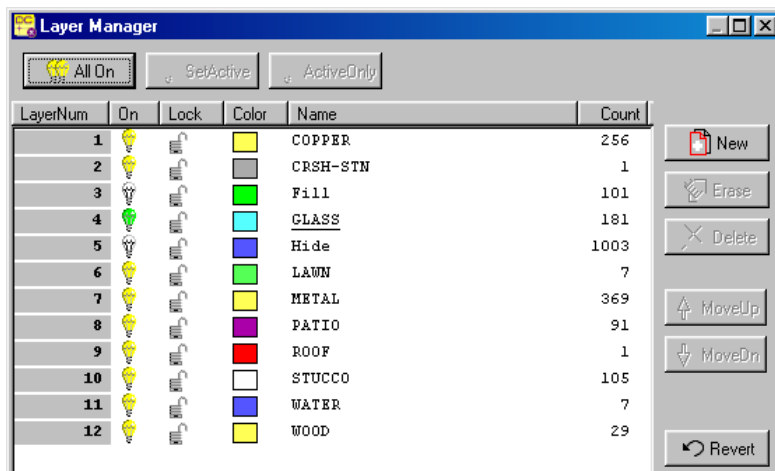 Layer Manager
All On SetActive ActiveOnly
LayerNum On Lock Color Name Count
1 COPPER 256
2 CRSH-STN 1
3 Fill 101
4 GLASS 181
5 Hide 1003
6 LAWN 7
7 METAL 369
8 PATIO 91
9 ROOF 1
10 STUCCO 105
11 WATER 7
12 WOOD 29
New
Erase
Delete
MoveUp
MoveDn
Revert